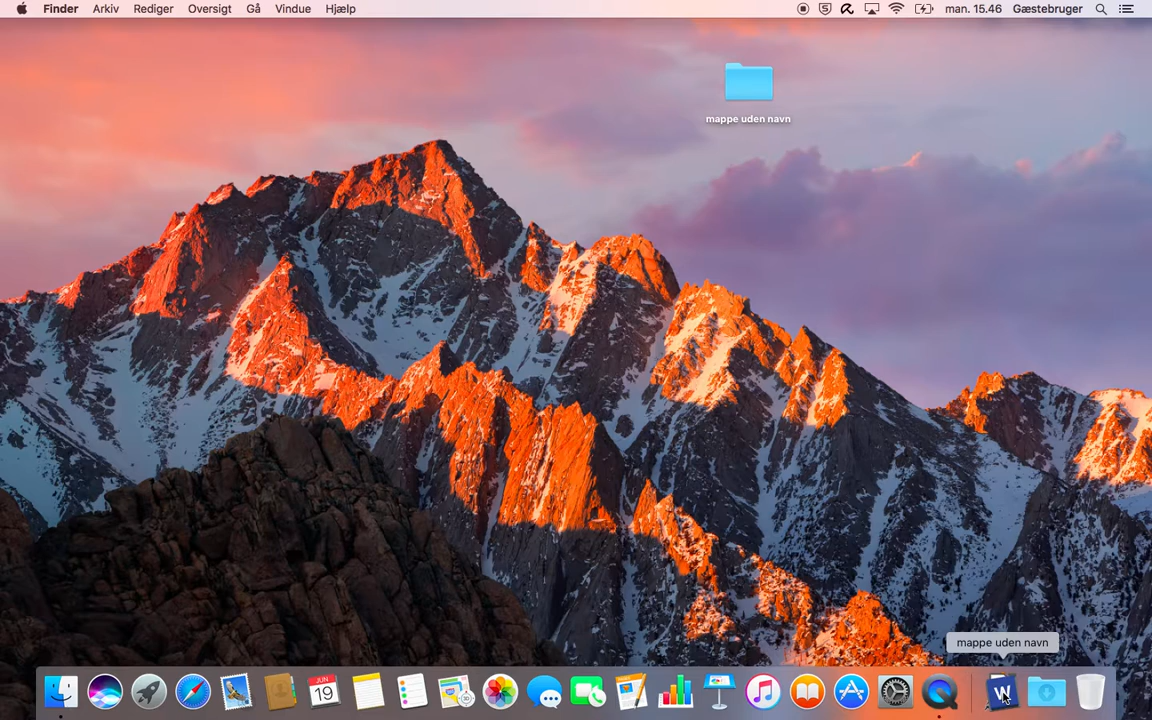 Finder Arkiv Rediger Oversigt Gå Vindue Hjælp man. 15.46 Gæstebruger
mappe uden navn
mappe uden navn
JUN
19
W